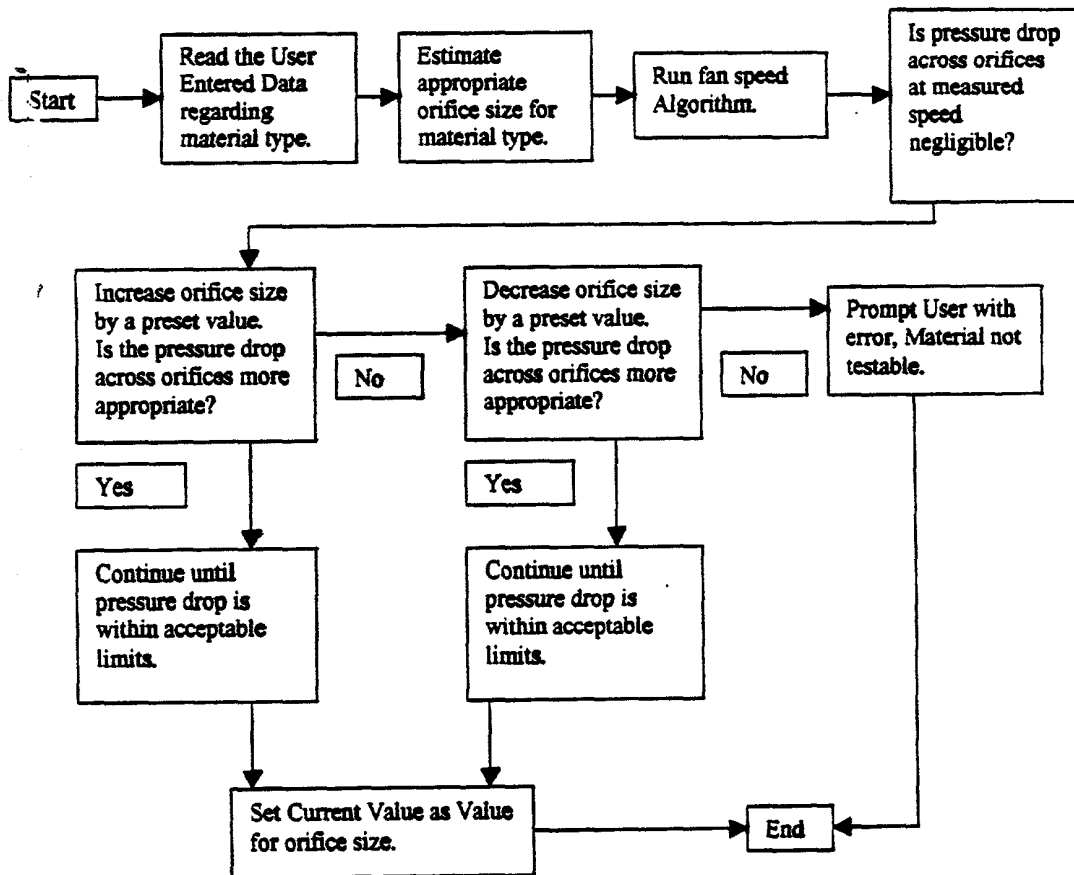 Start
Read the User
Entered Data
regarding
material type.
Estimate
appropriate
orifice size for
material type.
Run fan speed
Algorithm.
Is pressure drop
across orifices
at measured
speed
negligible?
Increase orifice size
by a preset value.
Is the pressure drop
across orifices more
appropriate?
No
Decrease orifice size
by a preset value.
Is the pressure drop
across orifices more
appropriate?
No
Prompt User with
error, Material not
testable.
Yes
Yes
Continue until
pressure drop is
within acceptable
limits.
Continue until
pressure drop is
within acceptable
limits.
Set Current Value as Value
for orifice size.
End